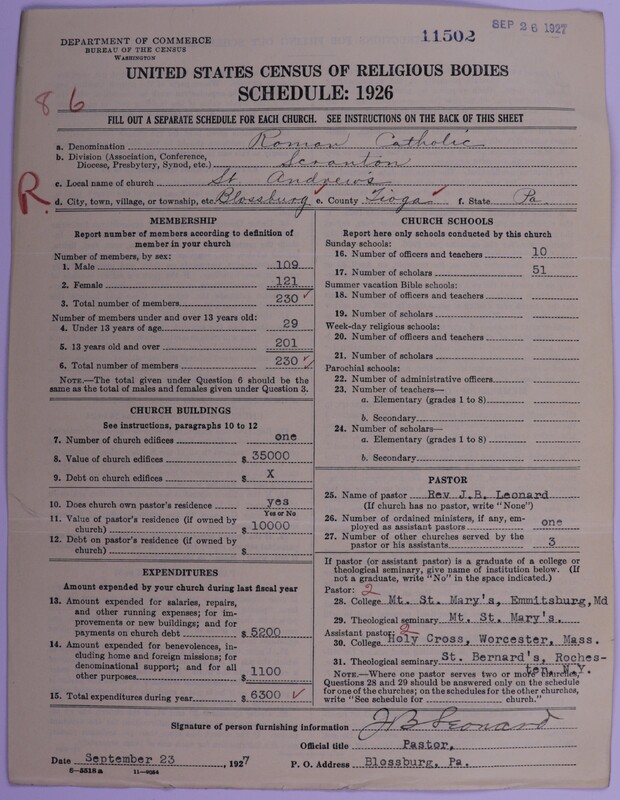 SEP 26 1927
11502
DEPARTMENT OF COMMERCE
BUREAU OF THE CENSUS
WASHINGTON
UNITED STATES CENSUS OF RELIGIOUS BODIES
SCHEDULE: 1926
86
FILL OUT A SEPARATE SCHEDULE FOR EACH CHURCH. SEE INSTRUCTIONS ON THE BACK OF THIS SHEET
a. Denomination Roman Catholic
b. Division (Association, Conference,
Diocese, Presbytery, Synod, etc.) Scranton
c. Local name of church St. Andrew's
R.
d. City, town, village, or township, etc. Blossburg e. County Tioga f. State Pa
MEMBERSHIP
Report number of members according to definition of
member in your church
Number of members, by sex:
1. Male 109
2. Female 121
3. Total number of members 230
Number of members under and over 13 years old:
4. Under 13 years of age 29
5. 13 years old and over 201
6. Total number of members 230
NOTE.—The total given under Question 6 should be
the same as the total of males and females given under Question 3.
CHURCH BUILDINGS
See instructions, paragraphs 10 to 12
7. Number of church edifices one
8. Value of church edifices $ 35000
9. Debt on church edifices $ X
10. Does church own pastor's residence yes
Yes or No
11. Value of pastor's residence (if owned by
church) $ 10000
12. Debt on pastor's residence (if owned by
church) $
EXPENDITURES
Amount expended by your church during last fiscal year
13. Amount expended for salaries, repairs,
and other running expenses; for im-
provements or new buildings; and for
payments on church debt $ 5200
14. Amount expended for benevolences, in-
cluding home and foreign missions; for
denominational support; and for all
other purposes $ 1100
15. Total expenditures during year $ 6300
CHURCH SCHOOLS
Report here only schools conducted by this church
Sunday schools:
16. Number of officers and teachers 10
17. Number of scholars 51
Summer vacation Bible schools:
18. Number of officers and teachers
19. Number of scholars
Week-day religious schools:
20. Number of officers and teachers
21. Number of scholars
Parochial schools:
22. Number of administrative officers
23. Number of teachers—
a. Elementary (grades 1 to 8)
b. Secondary
24. Number of scholars—
a. Elementary (grades 1 to 8)
b. Secondary
PASTOR
25. Name of pastor Rev J.B. Leonard
(If church has no pastor, write "None")
26. Number of ordained ministers, if any, em-
ployed as assistant pastors one
27. Number of other churches served by the
pastor or his assistants 3
If pastor (or assistant pastor) is a graduate of a college or
theological seminary, give name of institution below. (If
not a graduate, write "No" in the space indicated.)
Pastor: 2
28. College Mt. St. Mary's, Emmitsburg, Md
29. Theological seminary Mt. St. Mary's.
Assistant pastor: 2
30. College Holy Cross, Worcester, Mass.
31. Theological seminary St. Bernard's, Roches-
ter, N.Y.
NOTE.—Where one pastor serves two or more churches,
Questions 28 and 29 should be answered only on the schedule
for one of the churches; on the schedules for the other churches,
write "See schedule for church."
Signature of person furnishing information J B Leonard
Official title Pastor,
Date September 23, 1927 P. O. Address Blossburg, Pa.
6—5518a 11—9054